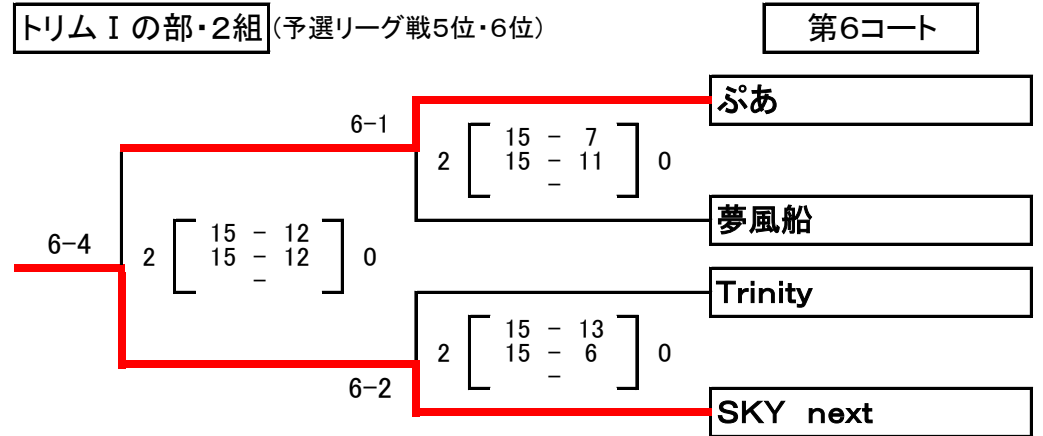 トリムⅠの部・2組(予選リーグ戦5位・6位)
第6コート
ぷあ
6-1
2 15 - 7 0
15 - 11
-
夢風船
6-4
2 15 - 12 0
15 - 12
-
Trinity
2 15 - 13 0
15 - 6
-
6-2
SKY next